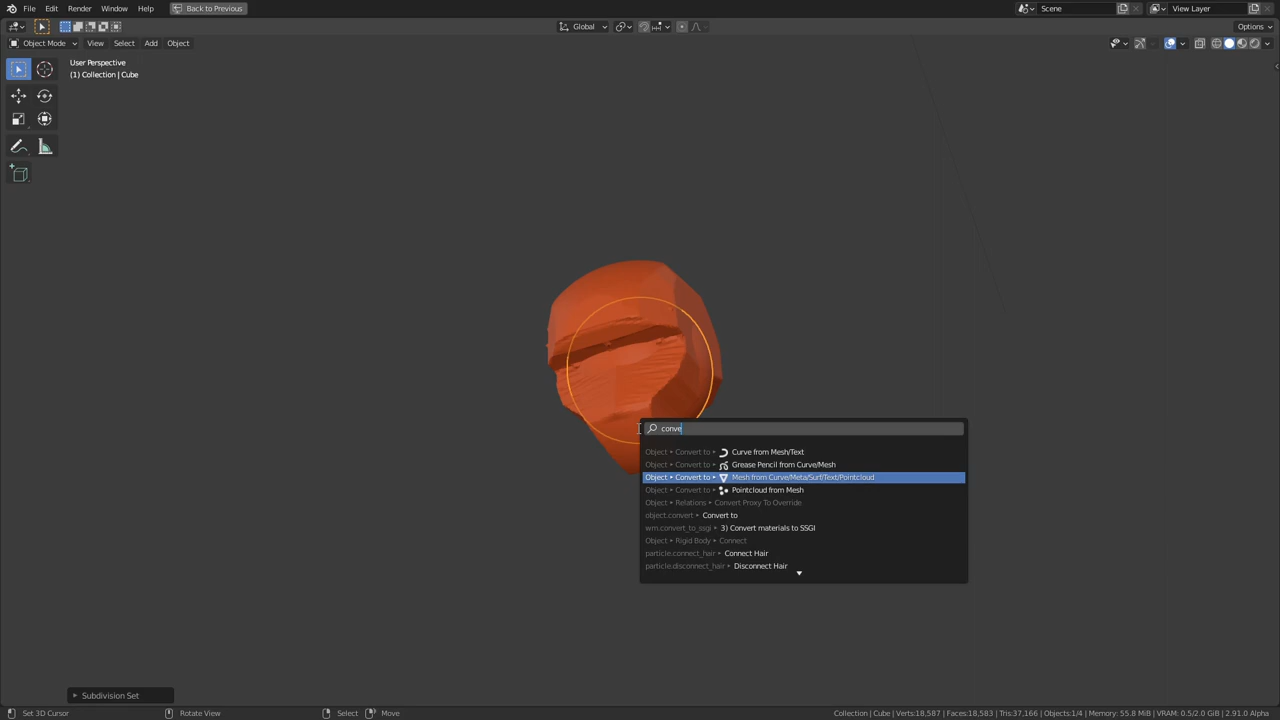 File Edit Render Window Help Back to Previous Scene View Layer
Global Options
Object Mode View Select Add Object
User Perspective
(1) Collection | Cube
conve
Object ▸ Convert to ▸ Curve from Mesh/Text
Object ▸ Convert to ▸ Grease Pencil from Curve/Mesh
Object ▸ Convert to ▸ Mesh from Curve/Meta/Surf/Text/Pointcloud
Object ▸ Convert to ▸ Pointcloud from Mesh
Object ▸ Relations ▸ Convert Proxy To Override
object.convert ▸ Convert to
wm.convert_to_ssgi ▸ 3) Convert materials to SSGI
Object ▸ Rigid Body ▸ Connect
particle.connect_hair ▸ Connect Hair
particle.disconnect_hair ▸ Disconnect Hair
Subdivision Set
Set 3D Cursor Rotate View Select Move Collection | Cube | Verts:18,587 | Faces:18,583 | Tris:37,166 | Objects:1/4 | Memory: 55.8 MiB | VRAM: 0.5/2.0 GiB | 2.91.0 Alpha